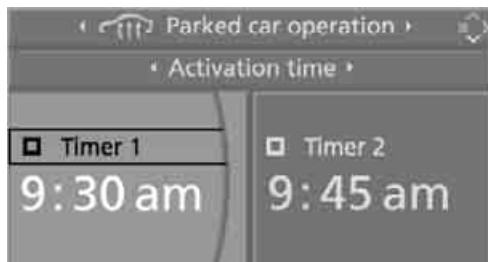 Parked car operation
Activation time
Timer 1
9:30 am
Timer 2
9:45 am